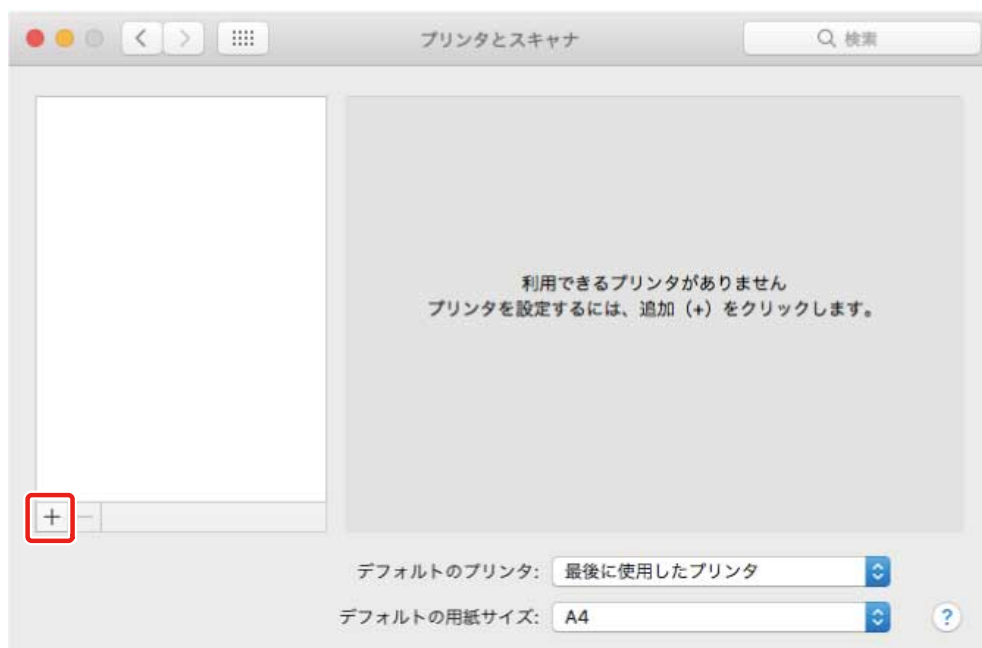 プリンタとスキャナ
検索
利用できるプリンタがありません
プリンタを設定するには、追加（+）をクリックします。
+ −
デフォルトのプリンタ: 最後に使用したプリンタ
デフォルトの用紙サイズ: A4
?